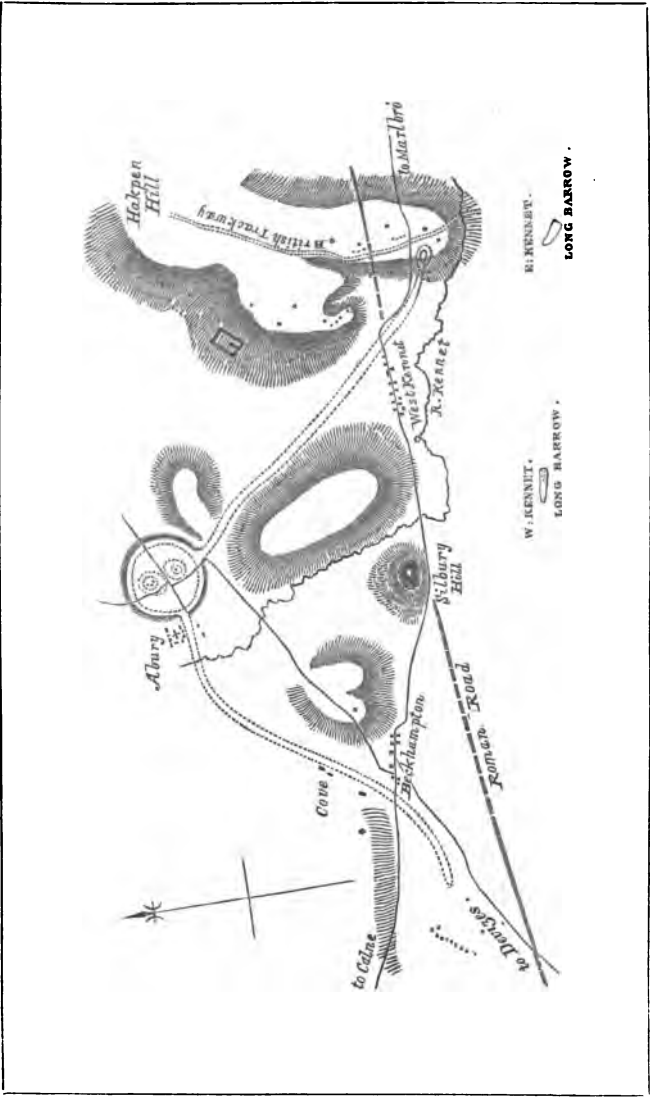 Hakpen
Hill
British Trackway
to Marlbro'
Abury
West Kennet
R. Kennet
E: KENNET.
LONG BARROW.
W: KENNET.
LONG BARROW.
Silbury
Hill
Cove
Beckhampton
Roman Road
to Calne
to Devizes.